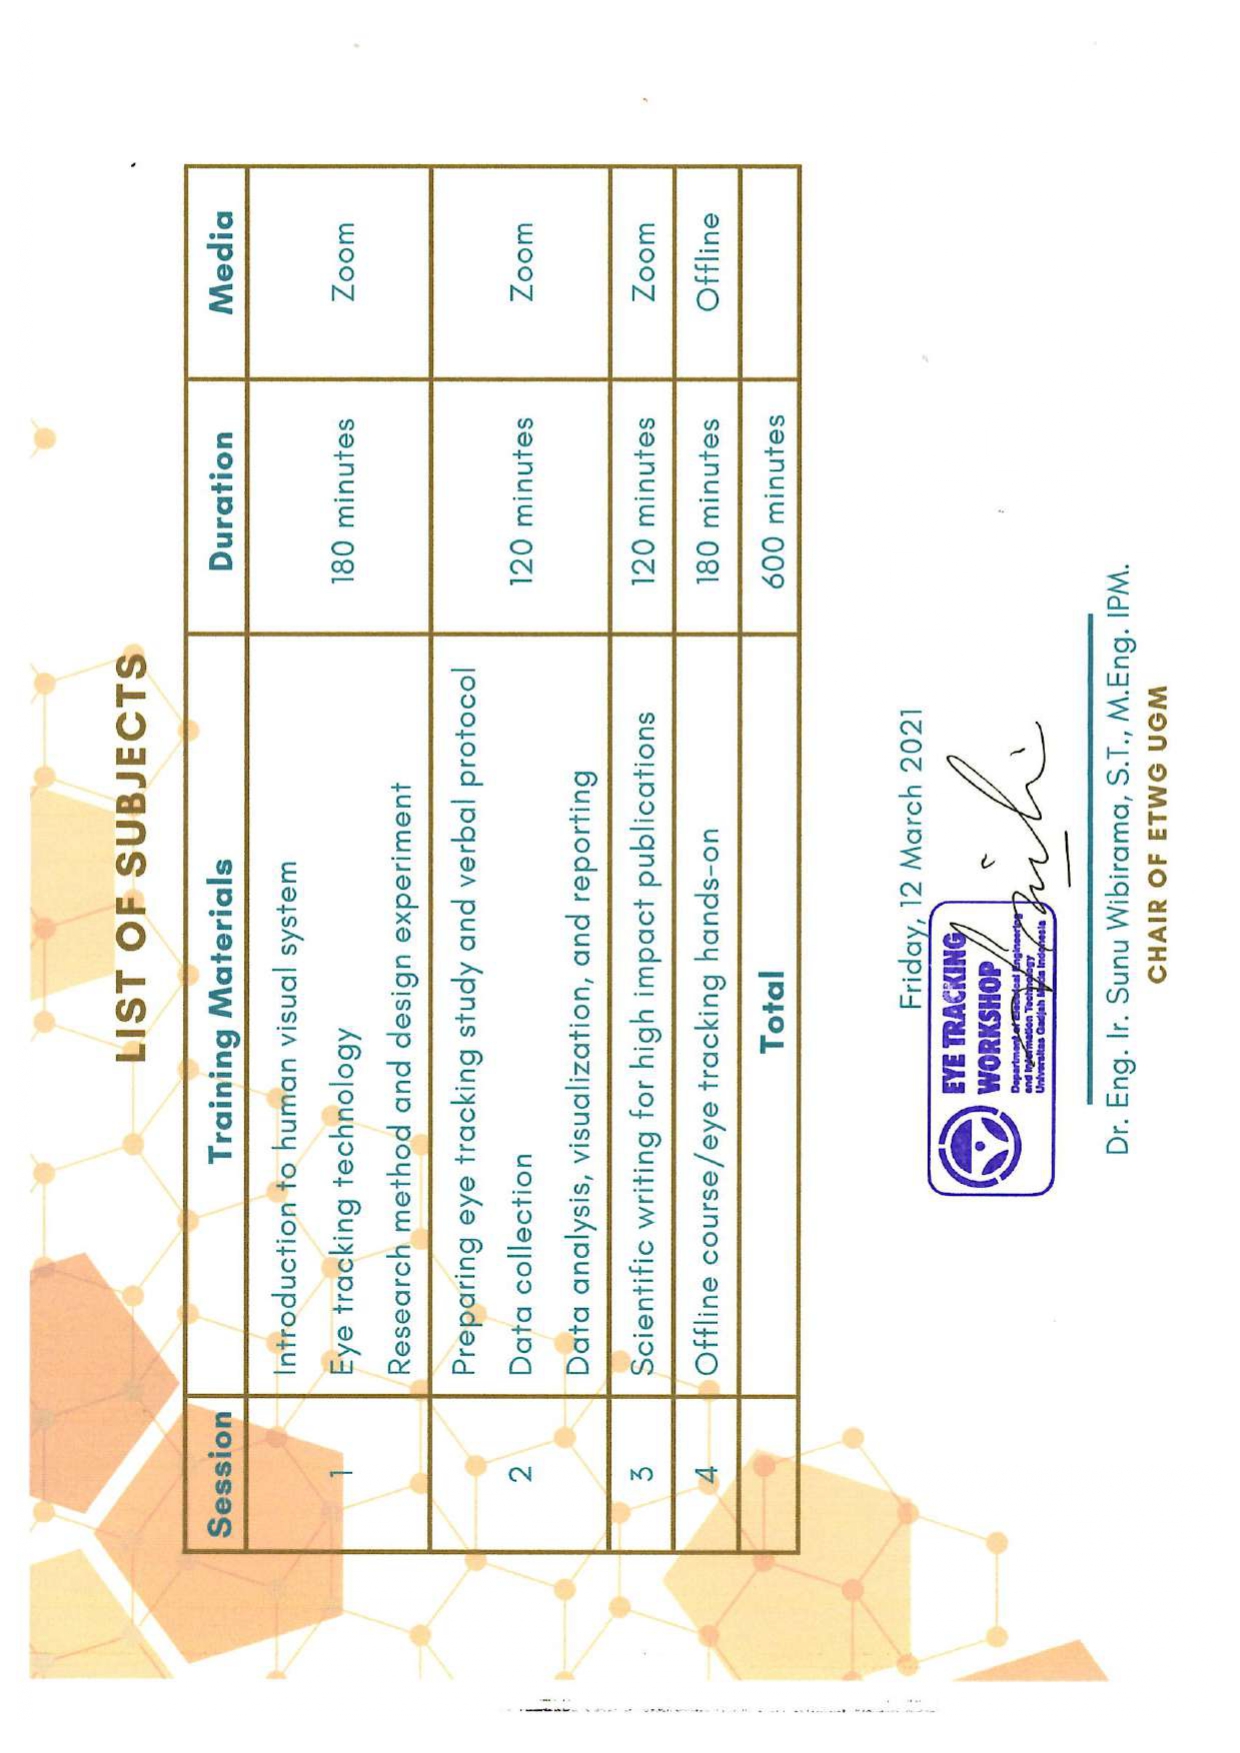 LIST OF SUBJECTS
Session Training Materials Duration Media
Introduction to human visual system
1 Eye tracking technology 180 minutes Zoom
Research method and design experiment
Preparing eye tracking study and verbal protocol
2 Data collection 120 minutes Zoom
Data analysis, visualization, and reporting
3 Scientific writing for high impact publications 120 minutes Zoom
4 Offline course/eye tracking hands-on 180 minutes Offline
Total 600 minutes
Friday, 12 March 2021
EYE TRACKING
WORKSHOP
Department of Electrical Engineering
and Information Technology
Universitas Gadjah Mada Indonesia
Dr. Eng. Ir. Sunu Wibirama, S.T., M.Eng. IPM.
CHAIR OF ETWG UGM